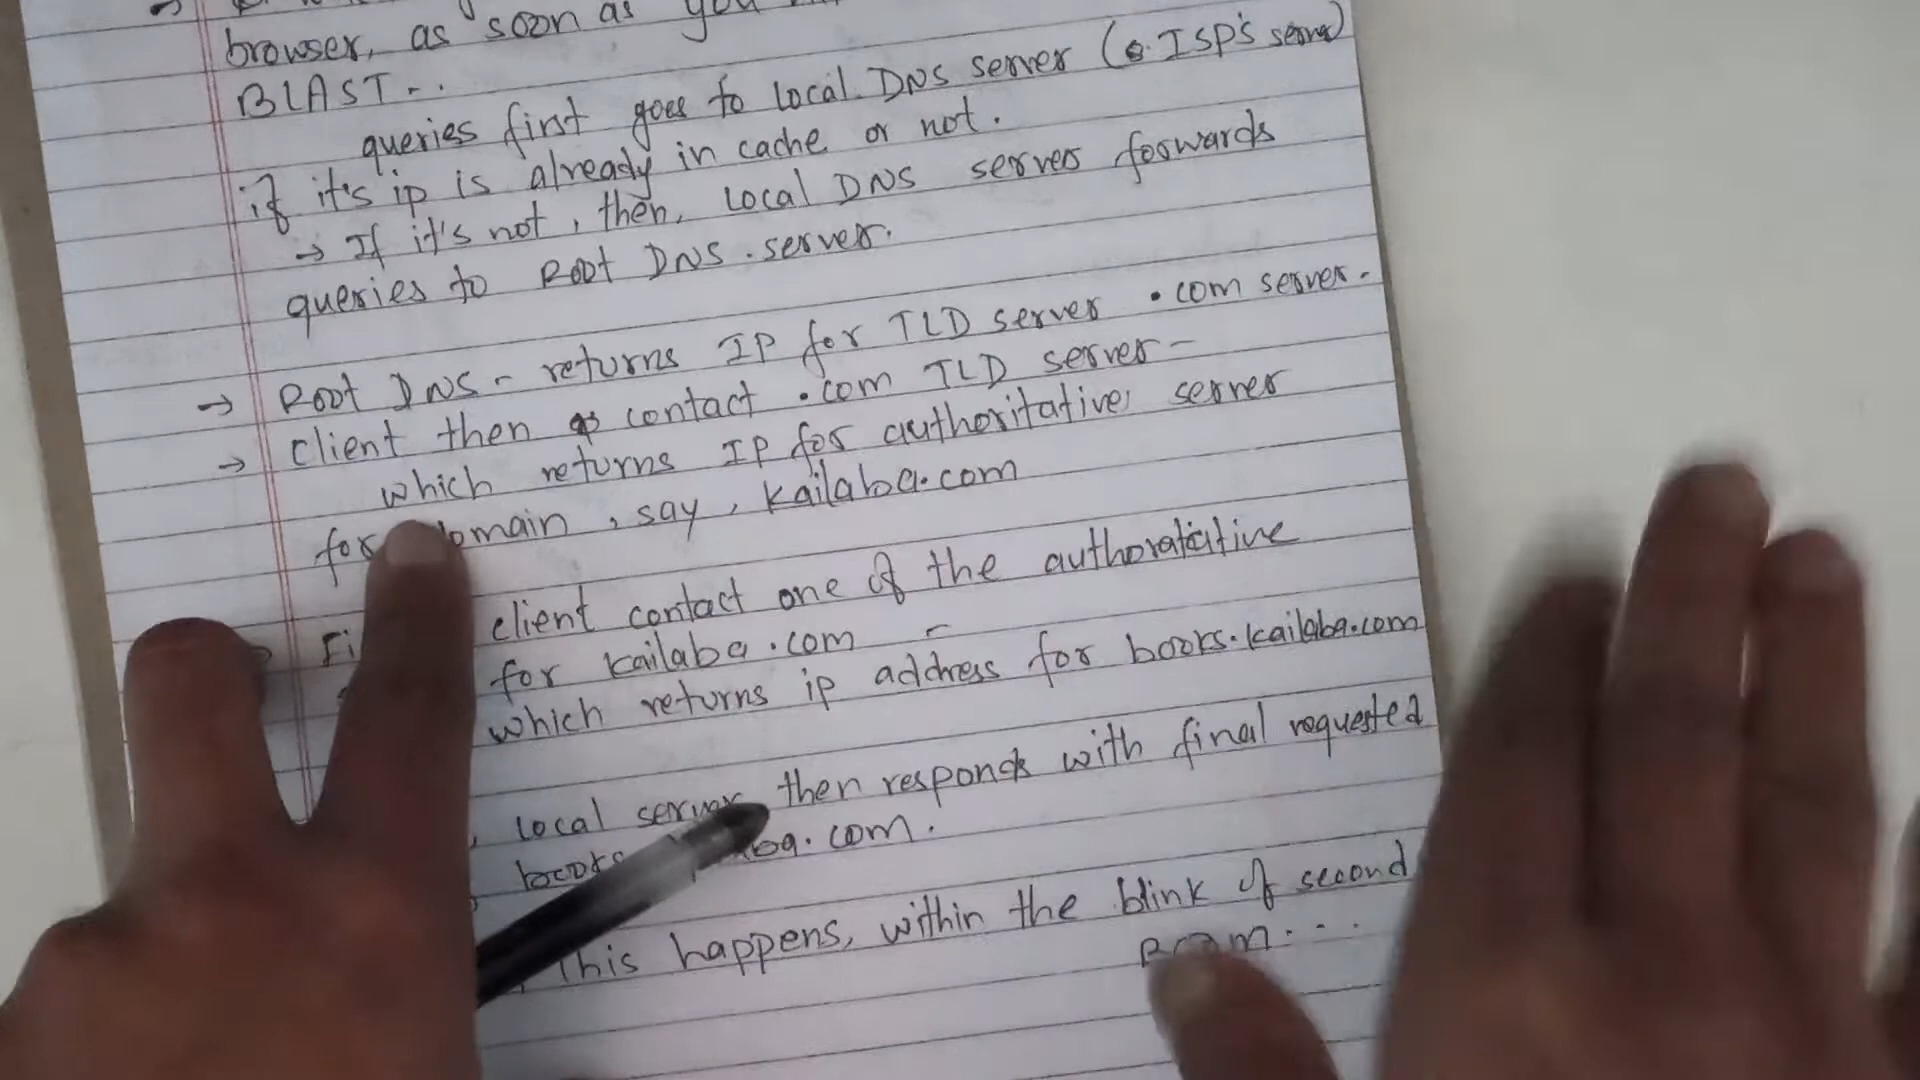 browser, as soon as you
BLAST..
queries first goes to local DNS server (ISP's server)
if it's ip is already in cache or not.
→ If it's not, then, local DNS server forwards
queries to Root DNS server.
→ Root DNS - returns IP for TLD server .com server.
→ client then contact .com TLD server -
which returns IP for authoritative server
for domain, say, kailaba.com
client contact one of the
for kailaba.com -
which returns ip address for books.kailaba.com
local server then responds with final requested
books .com.
This happens, within the blink of second